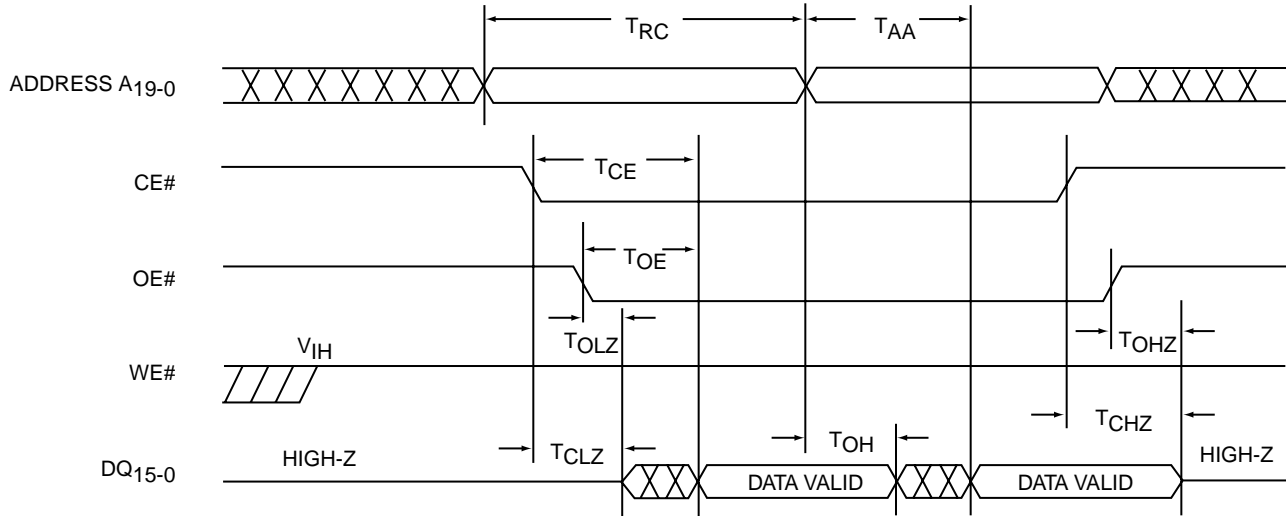 TRC
TAA
ADDRESS A19-0
TCE
CE#
TOE
OE#
TOLZ
TOHZ
VIH
WE#
TCHZ
TCLZ
TOH
HIGH-Z
HIGH-Z
DQ15-0
DATA VALID
DATA VALID